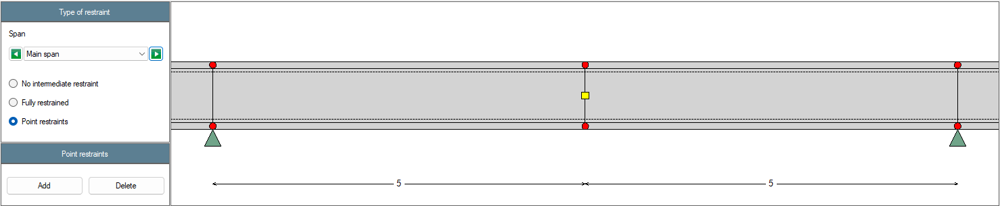 Type of restraint
Span
Main span
No intermediate restraint
Fully restrained
Point restraints
Point restraints
Add Delete
5 5